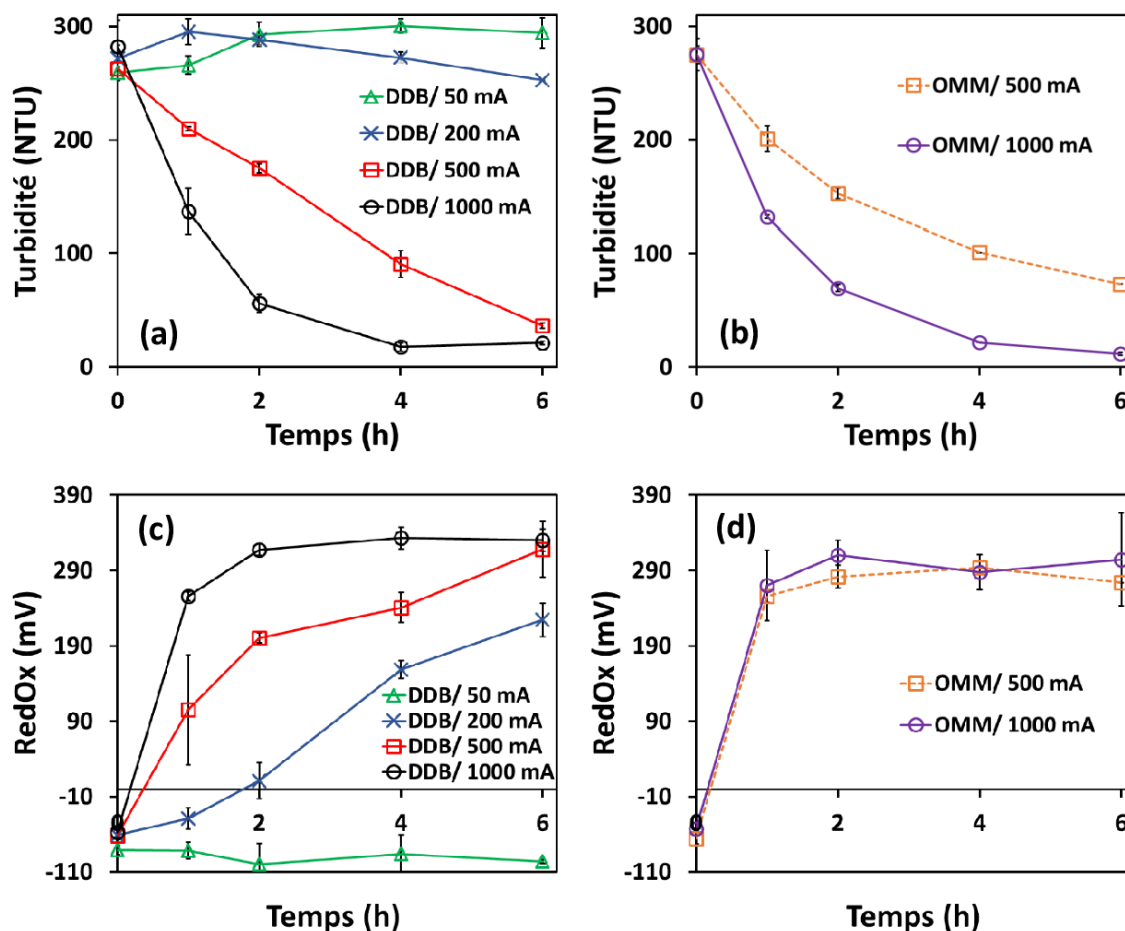 300
200
100
0
Turbidité (NTU)
DDB/ 50 mA
DDB/ 200 mA
DDB/ 500 mA
DDB/ 1000 mA
(a)
0 2 4 6
Temps (h)
300
200
100
0
Turbidité (NTU)
OMM/ 500 mA
OMM/ 1000 mA
(b)
0 2 4 6
Temps (h)
390
290
190
90
-10
-110
RedOx (mV)
(c)
DDB/ 50 mA
DDB/ 200 mA
DDB/ 500 mA
DDB/ 1000 mA
0 2 4 6
Temps (h)
390
290
190
90
-10
-110
RedOx (mV)
(d)
OMM/ 500 mA
OMM/ 1000 mA
0 2 4 6
Temps (h)